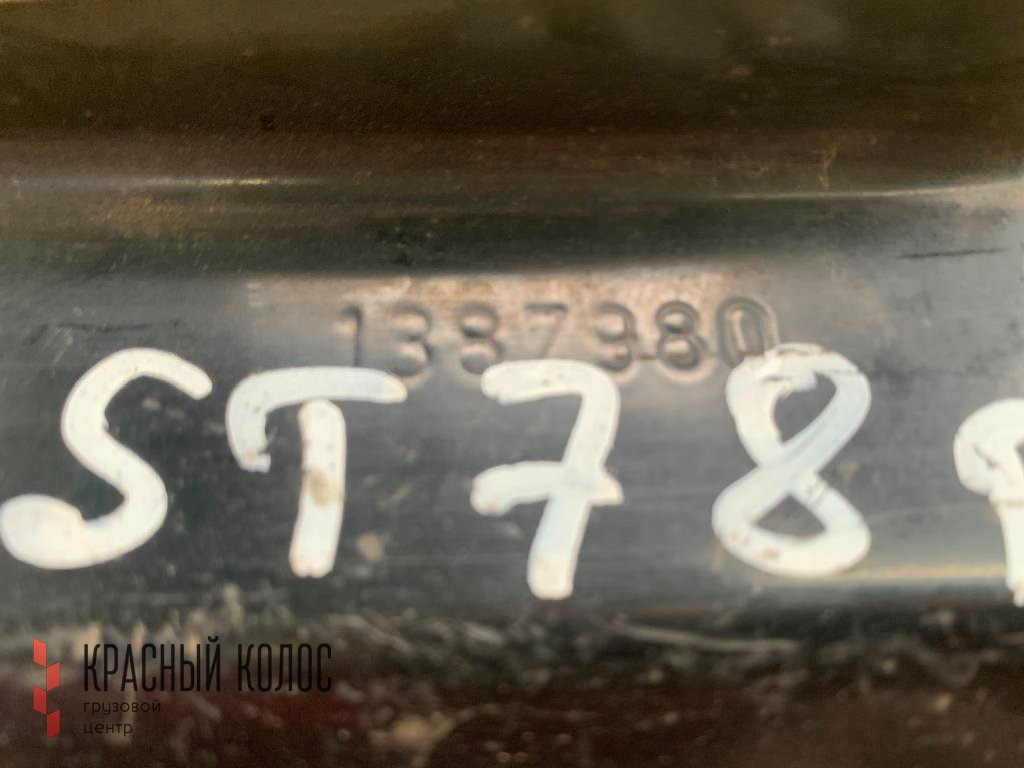 1387980
ST78
КРАСНЫЙ КОЛОС
грузовой
центр